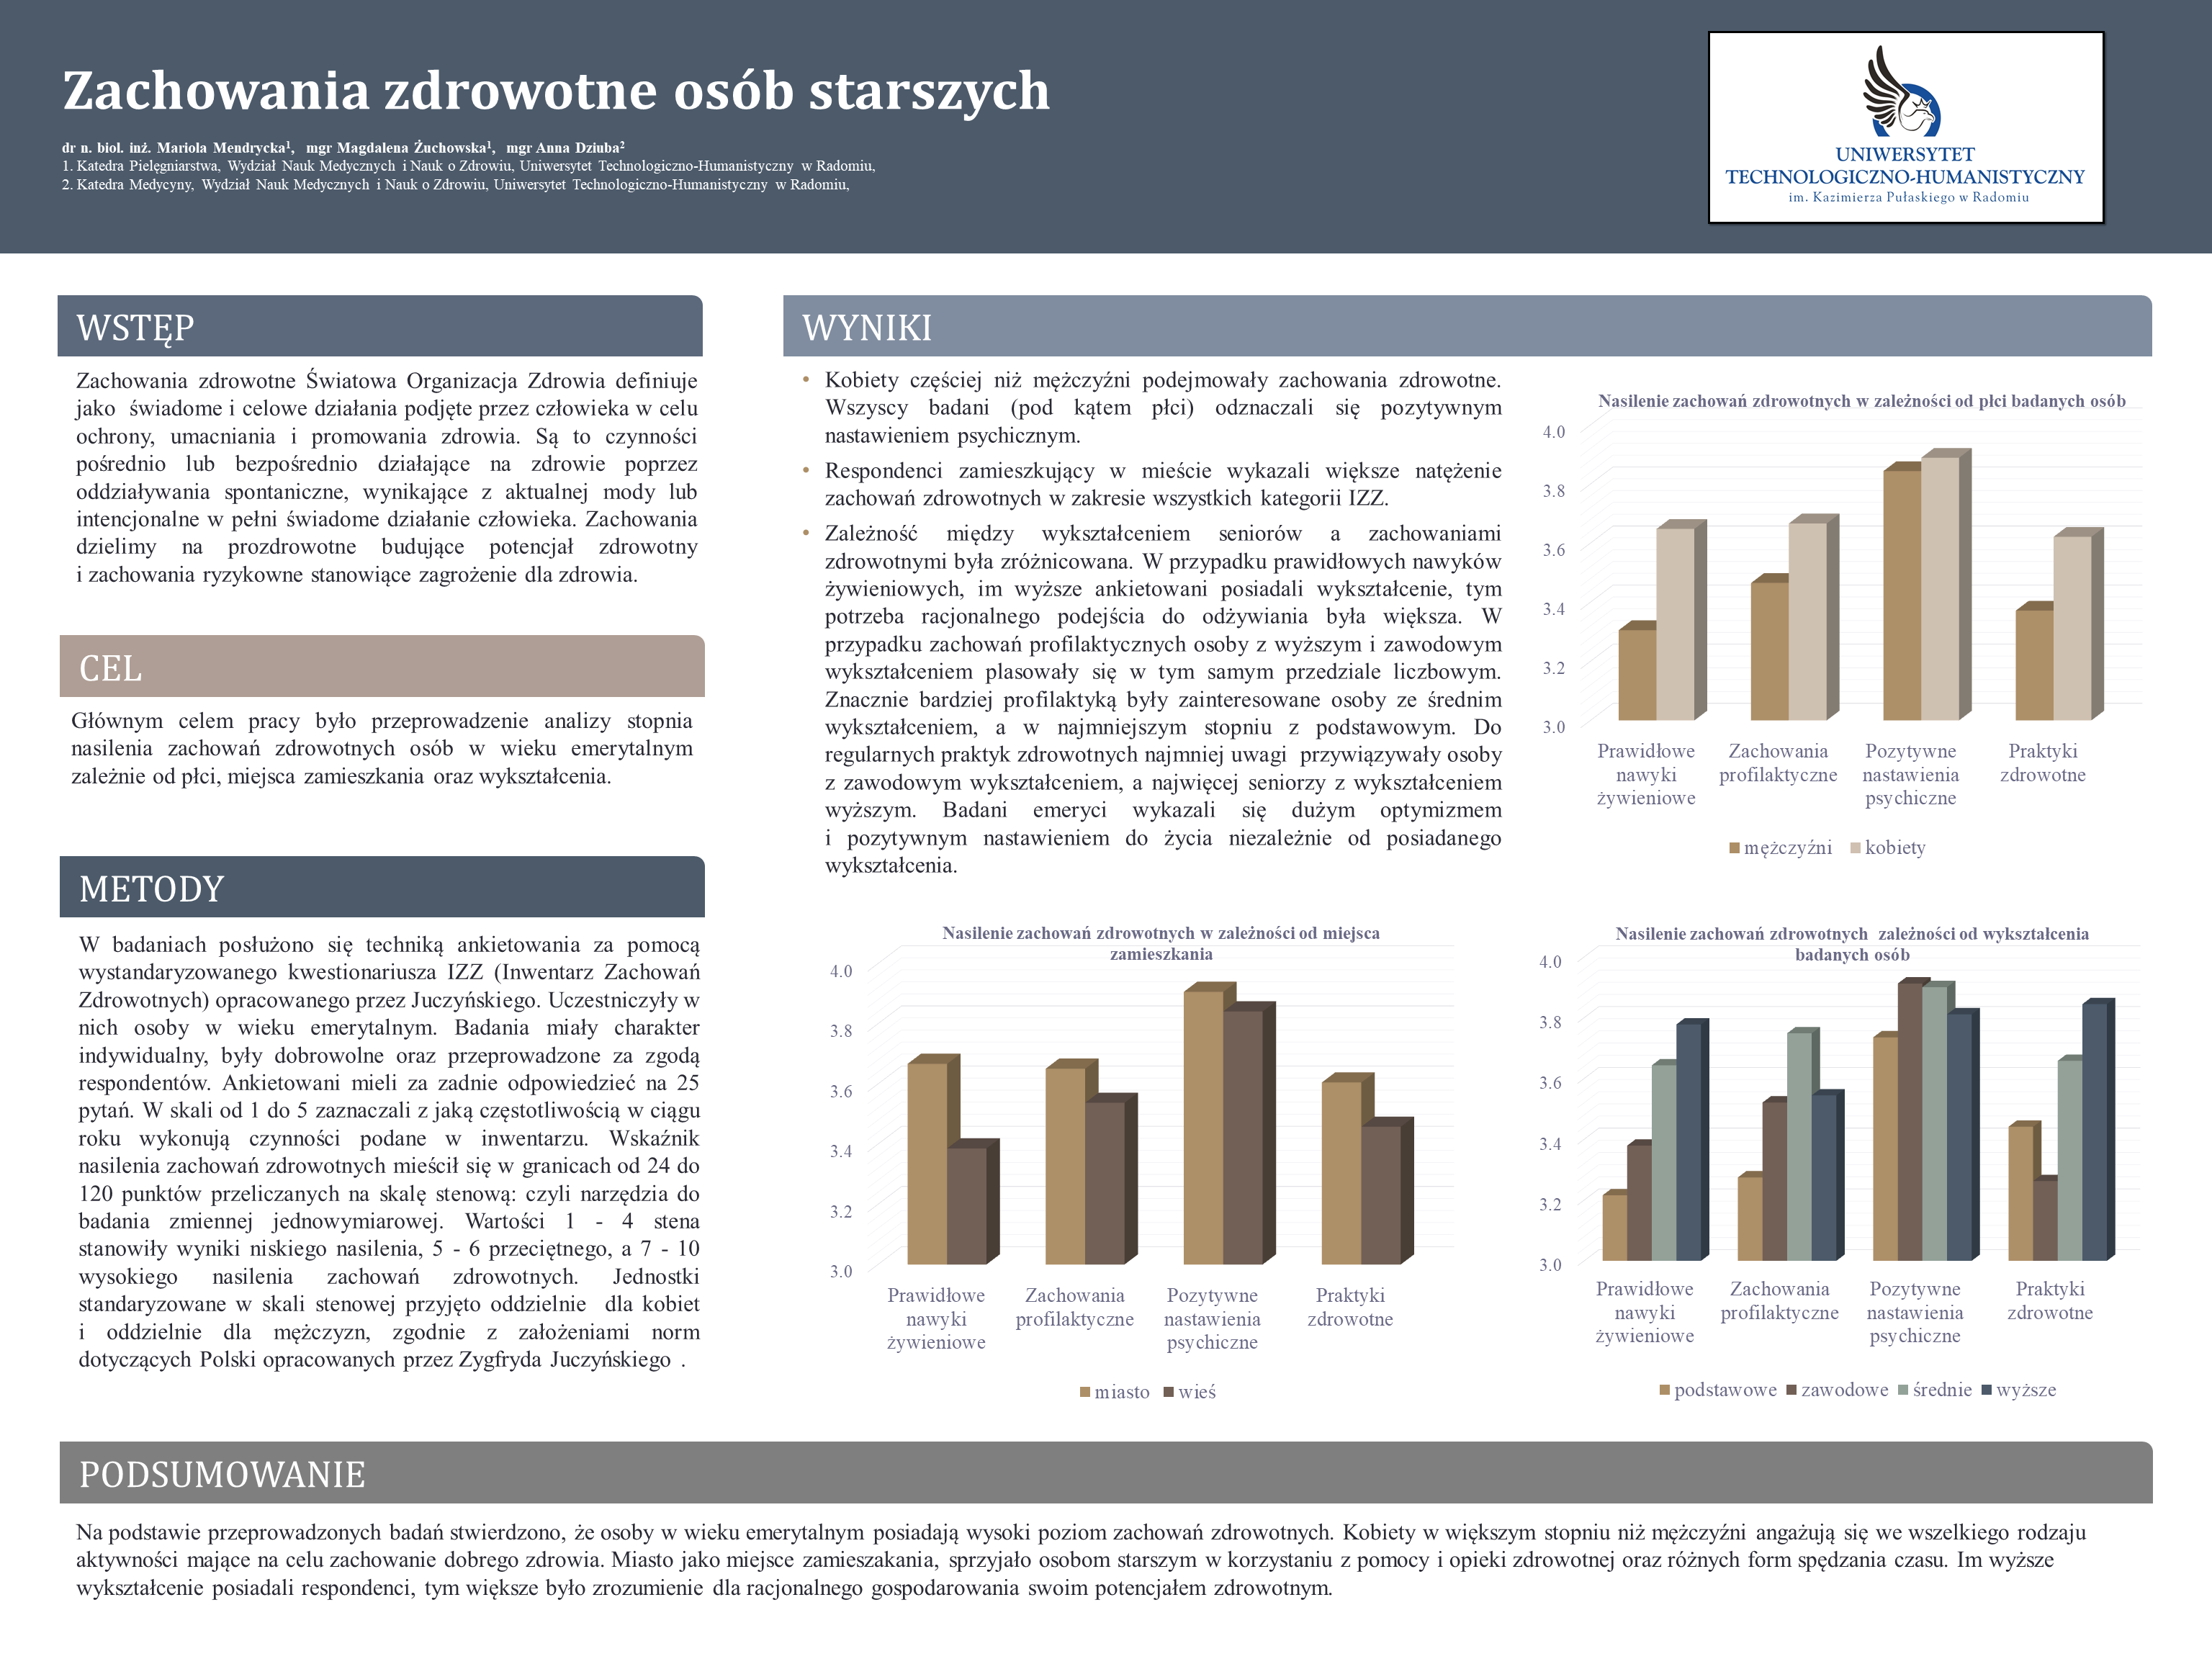 Zachowania zdrowotne osób starszych
dr n. biol. inż. Mariola Mendrycka¹, mgr Magdalena Żuchowska¹, mgr Anna Dziuba²
1. Katedra Pielęgniarstwa, Wydział Nauk Medycznych i Nauk o Zdrowiu, Uniwersytet Technologiczno-Humanistyczny w Radomiu,
2. Katedra Medycyny, Wydział Nauk Medycznych i Nauk o Zdrowiu, Uniwersytet Technologiczno-Humanistyczny w Radomiu,
UNIWERSYTET
TECHNOLOGICZNO-HUMANISTYCZNY
im. Kazimierza Pułaskiego w Radomiu
WSTĘP
Zachowania zdrowotne Światowa Organizacja Zdrowia definiuje
jako świadome i celowe działania podjęte przez człowieka w celu
ochrony, umacniania i promowania zdrowia. Są to czynności
pośrednio lub bezpośrednio działające na zdrowie poprzez
oddziaływania spontaniczne, wynikające z aktualnej mody lub
intencjonalne w pełni świadome działanie człowieka. Zachowania
dzielimy na prozdrowotne budujące potencjał zdrowotny
i zachowania ryzykowne stanowiące zagrożenie dla zdrowia.
CEL
Głównym celem pracy było przeprowadzenie analizy stopnia
nasilenia zachowań zdrowotnych osób w wieku emerytalnym
zależnie od płci, miejsca zamieszkania oraz wykształcenia.
METODY
W badaniach posłużono się techniką ankietowania za pomocą
wystandaryzowanego kwestionariusza IZZ (Inwentarz Zachowań
Zdrowotnych) opracowanego przez Juczyńskiego. Uczestniczyły w
nich osoby w wieku emerytalnym. Badania miały charakter
indywidualny, były dobrowolne oraz przeprowadzone za zgodą
respondentów. Ankietowani mieli za zadnie odpowiedzieć na 25
pytań. W skali od 1 do 5 zaznaczali z jaką częstotliwością w ciągu
roku wykonują czynności podane w inwentarzu. Wskaźnik
nasilenia zachowań zdrowotnych mieścił się w granicach od 24 do
120 punktów przeliczanych na skalę stenową: czyli narzędzia do
badania zmiennej jednowymiarowej. Wartości 1 - 4 stena
stanowiły wyniki niskiego nasilenia, 5 - 6 przeciętnego, a 7 - 10
wysokiego nasilenia zachowań zdrowotnych. Jednostki
standaryzowane w skali stenowej przyjęto oddzielnie dla kobiet
i oddzielnie dla mężczyzn, zgodnie z założeniami norm
dotyczących Polski opracowanych przez Zygfryda Juczyńskiego .
WYNIKI
• Kobiety częściej niż mężczyźni podejmowały zachowania zdrowotne.
Wszyscy badani (pod kątem płci) odznaczali się pozytywnym
nastawieniem psychicznym.
• Respondenci zamieszkujący w mieście wykazali większe natężenie
zachowań zdrowotnych w zakresie wszystkich kategorii IZZ.
• Zależność między wykształceniem seniorów a zachowaniami
zdrowotnymi była zróżnicowana. W przypadku prawidłowych nawyków
żywieniowych, im wyższe ankietowani posiadali wykształcenie, tym
potrzeba racjonalnego podejścia do odżywiania była większa. W
przypadku zachowań profilaktycznych osoby z wyższym i zawodowym
wykształceniem plasowały się w tym samym przedziale liczbowym.
Znacznie bardziej profilaktyką były zainteresowane osoby ze średnim
wykształceniem, a w najmniejszym stopniu z podstawowym. Do
regularnych praktyk zdrowotnych najmniej uwagi przywiązywały osoby
z zawodowym wykształceniem, a najwięcej seniorzy z wykształceniem
wyższym. Badani emeryci wykazali się dużym optymizmem
i pozytywnym nastawieniem do życia niezależnie od posiadanego
wykształcenia.
Nasilenie zachowań zdrowotnych w zależności od płci badanych osób
4.0
3.8
3.6
3.4
3.2
3.0
Prawidłowe nawyki żywieniowe
Zachowania profilaktyczne
Pozytywne nastawienia psychiczne
Praktyki zdrowotne
mężczyźni kobiety
Nasilenie zachowań zdrowotnych w zależności od miejsca
zamieszkania
4.0
3.8
3.6
3.4
3.2
3.0
Prawidłowe nawyki żywieniowe
Zachowania profilaktyczne
Pozytywne nastawienia psychiczne
Praktyki zdrowotne
miasto wieś
Nasilenie zachowań zdrowotnych zależności od wykształcenia
badanych osób
4.0
3.8
3.6
3.4
3.2
3.0
Prawidłowe nawyki żywieniowe
Zachowania profilaktyczne
Pozytywne nastawienia psychiczne
Praktyki zdrowotne
podstawowe zawodowe średnie wyższe
PODSUMOWANIE
Na podstawie przeprowadzonych badań stwierdzono, że osoby w wieku emerytalnym posiadają wysoki poziom zachowań zdrowotnych. Kobiety w większym stopniu niż mężczyźni angażują się we wszelkiego rodzaju
aktywności mające na celu zachowanie dobrego zdrowia. Miasto jako miejsce zamieszakania, sprzyjało osobom starszym w korzystaniu z pomocy i opieki zdrowotnej oraz różnych form spędzania czasu. Im wyższe
wykształcenie posiadali respondenci, tym większe było zrozumienie dla racjonalnego gospodarowania swoim potencjałem zdrowotnym.